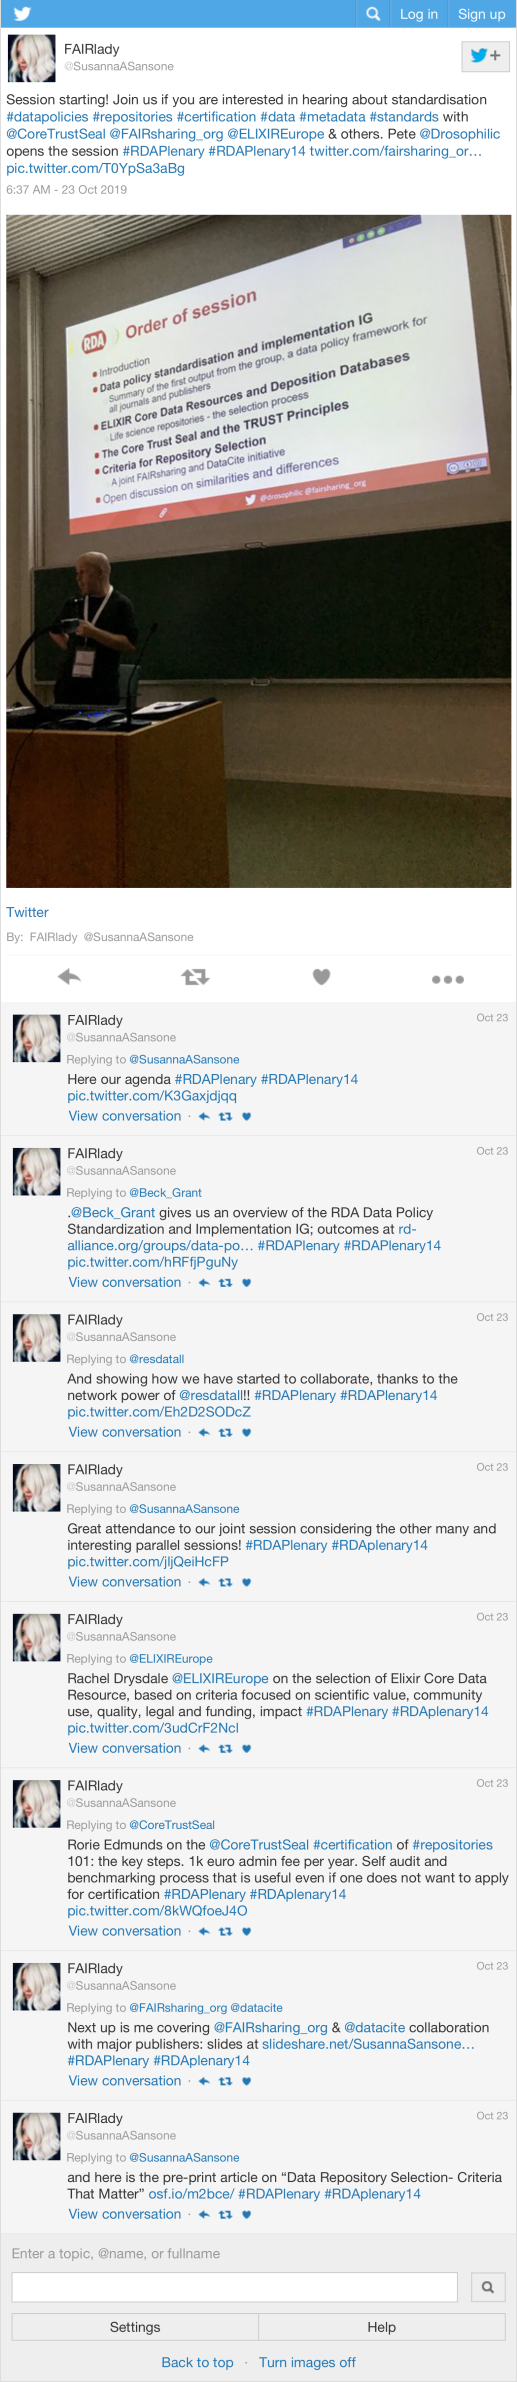 Log in
Sign up
FAIRlady
@SusannaASansone
Session starting! Join us if you are interested in hearing about standardisation
#datapolicies #repositories #certification #data #metadata #standards with
@CoreTrustSeal @FAIRsharing_org @ELIXIREurope & others. Pete @Drosophilic
opens the session #RDAPlenary #RDAPlenary14 twitter.com/fairsharing_or…
pic.twitter.com/T0YpSa3aBg
6:37 AM - 23 Oct 2019
RDA
Order of session
Introduction
Data policy standardisation and implementation IG
Summary of the first output from the group, a data policy framework for
all journals and publishers
ELIXIR Core Data Resources and Deposition Databases
Life science repositories - the selection process
The Core Trust Seal and the TRUST Principles
Criteria for Repository Selection
A joint FAIRsharing and DataCite initiative
Open discussion on similarities and differences
@drosophilic @fairsharing_org
Twitter
By: FAIRlady @SusannaASansone
FAIRlady
Oct 23
@SusannaASansone
Replying to @SusannaASansone
Here our agenda #RDAPlenary #RDAPlenary14
pic.twitter.com/K3Gaxjdjqq
View conversation ·
FAIRlady
Oct 23
@SusannaASansone
Replying to @Beck_Grant
.@Beck_Grant gives us an overview of the RDA Data Policy
Standardization and Implementation IG; outcomes at rd-
alliance.org/groups/data-po… #RDAPlenary #RDAPlenary14
pic.twitter.com/hRFfjPguNy
View conversation ·
FAIRlady
Oct 23
@SusannaASansone
Replying to @resdatall
And showing how we have started to collaborate, thanks to the
network power of @resdatall!! #RDAPlenary #RDAPlenary14
pic.twitter.com/Eh2D2SODcZ
View conversation ·
FAIRlady
Oct 23
@SusannaASansone
Replying to @SusannaASansone
Great attendance to our joint session considering the other many and
interesting parallel sessions! #RDAPlenary #RDAplenary14
pic.twitter.com/jljQeiHcFP
View conversation ·
FAIRlady
Oct 23
@SusannaASansone
Replying to @ELIXIREurope
Rachel Drysdale @ELIXIREurope on the selection of Elixir Core Data
Resource, based on criteria focused on scientific value, community
use, quality, legal and funding, impact #RDAPlenary #RDAplenary14
pic.twitter.com/3udCrF2Ncl
View conversation ·
FAIRlady
Oct 23
@SusannaASansone
Replying to @CoreTrustSeal
Rorie Edmunds on the @CoreTrustSeal #certification of #repositories
101: the key steps. 1k euro admin fee per year. Self audit and
benchmarking process that is useful even if one does not want to apply
for certification #RDAPlenary #RDAplenary14
pic.twitter.com/8kWQfoeJ4O
View conversation ·
FAIRlady
Oct 23
@SusannaASansone
Replying to @FAIRsharing_org @datacite
Next up is me covering @FAIRsharing_org & @datacite collaboration
with major publishers: slides at slideshare.net/SusannaSansone…
#RDAPlenary #RDAplenary14
View conversation ·
FAIRlady
Oct 23
@SusannaASansone
Replying to @SusannaASansone
and here is the pre-print article on “Data Repository Selection- Criteria
That Matter” osf.io/m2bce/ #RDAPlenary #RDAplenary14
View conversation ·
Enter a topic, @name, or fullname
Settings
Help
Back to top · Turn images off